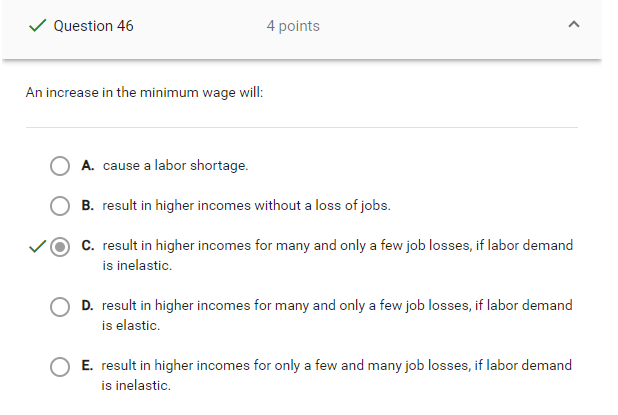 Question 46 4 points
An increase in the minimum wage will:
A. cause a labor shortage.
B. result in higher incomes without a loss of jobs.
C. result in higher incomes for many and only a few job losses, if labor demand
is inelastic.
D. result in higher incomes for many and only a few job losses, if labor demand
is elastic.
E. result in higher incomes for only a few and many job losses, if labor demand
is inelastic.